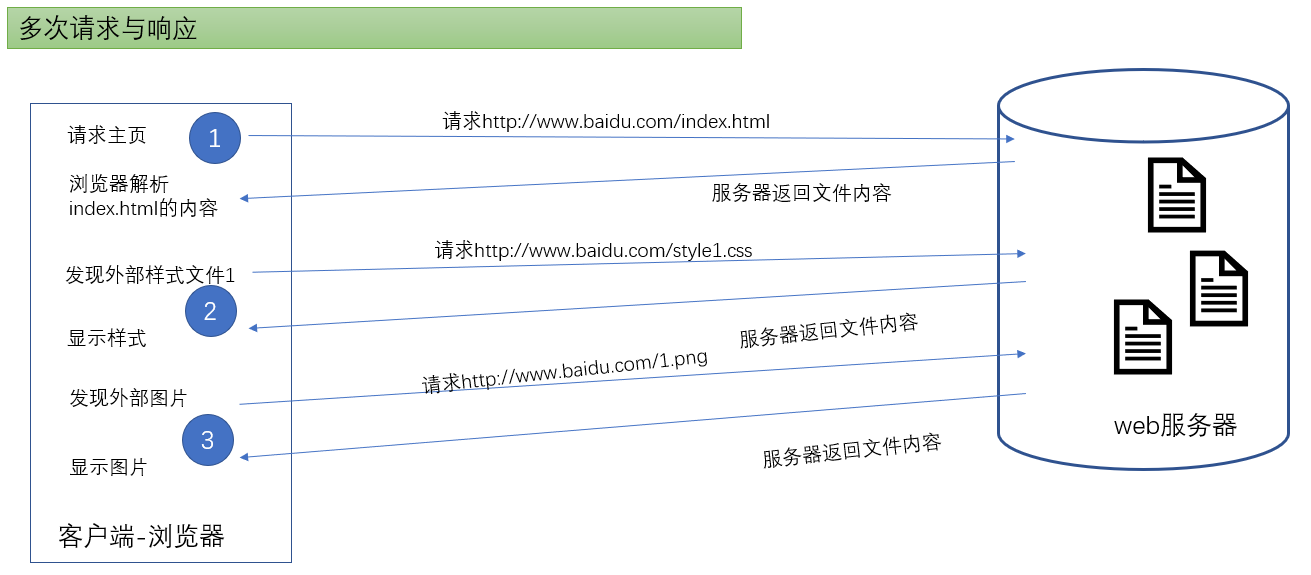 多次请求与响应
请求主页
1
请求http://www.baidu.com/index.html
浏览器解析
index.html的内容
服务器返回文件内容
请求http://www.baidu.com/style1.css
发现外部样式文件1
2
显示样式
服务器返回文件内容
请求http://www.baidu.com/1.png
发现外部图片
3
显示图片
服务器返回文件内容
web服务器
客户端-浏览器